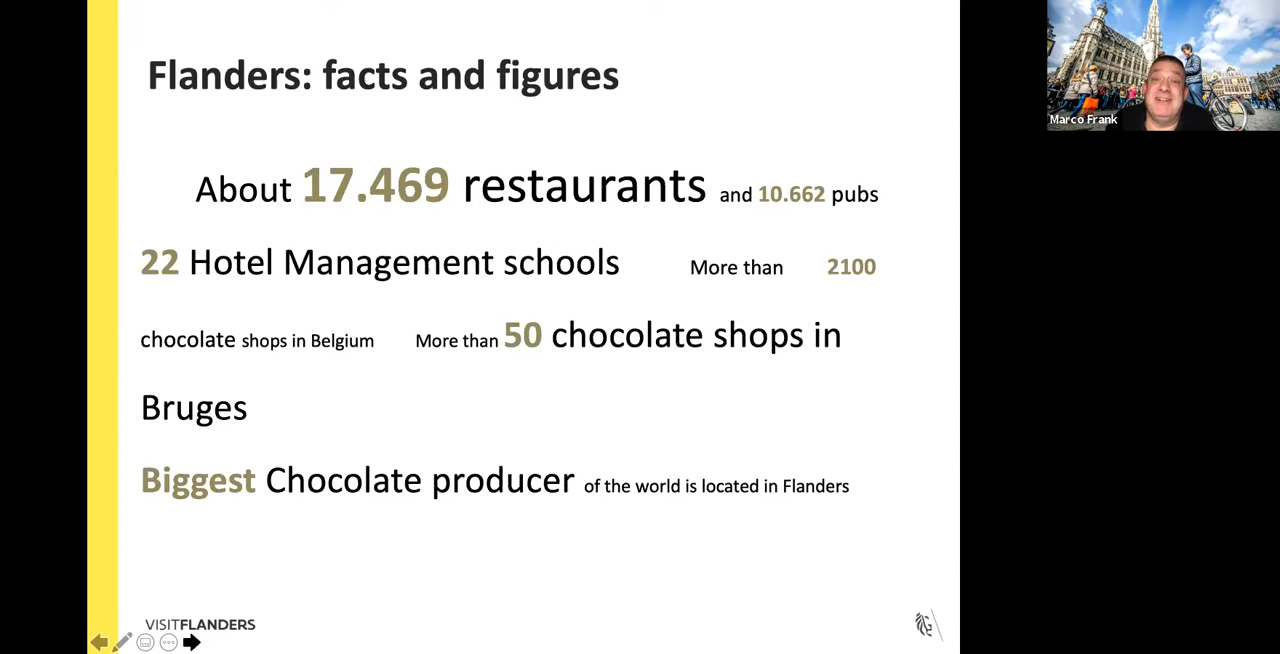 Flanders: facts and figures
About 17.469 restaurants and 10.662 pubs
22 Hotel Management schools More than 2100
chocolate shops in Belgium More than 50 chocolate shops in
Bruges
Biggest Chocolate producer of the world is located in Flanders
VISITFLANDERS
Marco Frank